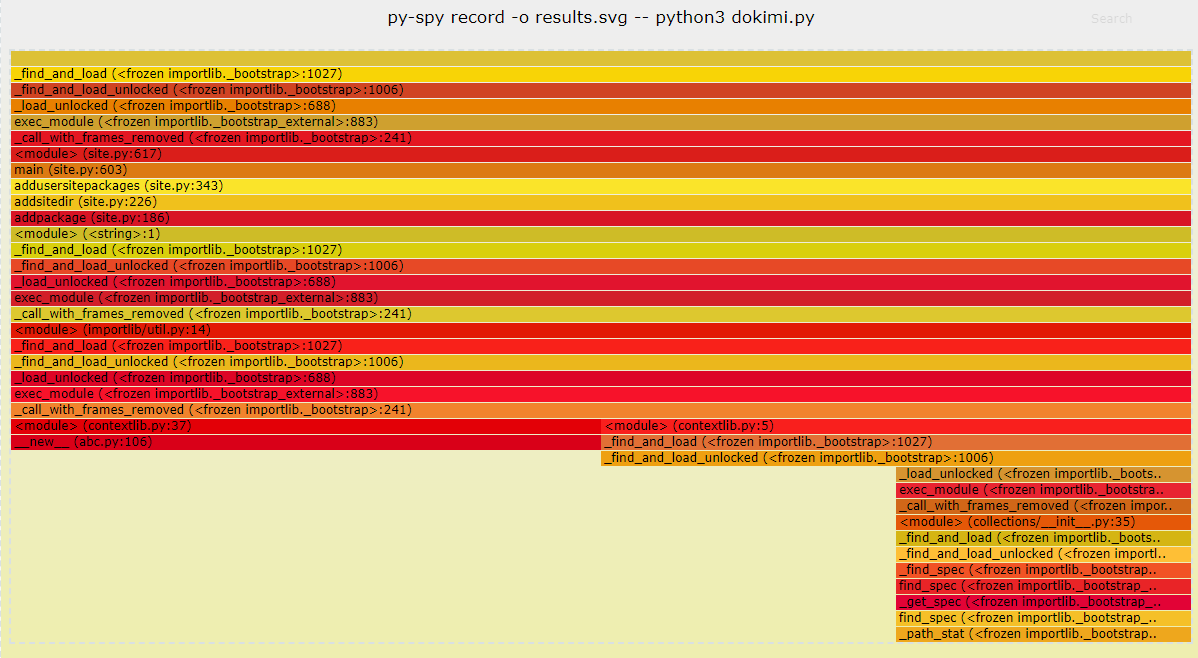 py-spy record -o results.svg -- python3 dokimi.py
Search
_find_and_load (<frozen importlib._bootstrap>:1027)
_find_and_load_unlocked (<frozen importlib._bootstrap>:1006)
_load_unlocked (<frozen importlib._bootstrap>:688)
exec_module (<frozen importlib._bootstrap_external>:883)
_call_with_frames_removed (<frozen importlib._bootstrap>:241)
<module> (site.py:617)
main (site.py:603)
addusersitepackages (site.py:343)
addsitedir (site.py:226)
addpackage (site.py:186)
<module> (<string>:1)
_find_and_load (<frozen importlib._bootstrap>:1027)
_find_and_load_unlocked (<frozen importlib._bootstrap>:1006)
_load_unlocked (<frozen importlib._bootstrap>:688)
exec_module (<frozen importlib._bootstrap_external>:883)
_call_with_frames_removed (<frozen importlib._bootstrap>:241)
<module> (importlib/util.py:14)
_find_and_load (<frozen importlib._bootstrap>:1027)
_find_and_load_unlocked (<frozen importlib._bootstrap>:1006)
_load_unlocked (<frozen importlib._bootstrap>:688)
exec_module (<frozen importlib._bootstrap_external>:883)
_call_with_frames_removed (<frozen importlib._bootstrap>:241)
<module> (contextlib.py:37)
<module> (contextlib.py:5)
__new__ (abc.py:106)
_find_and_load (<frozen importlib._bootstrap>:1027)
_find_and_load_unlocked (<frozen importlib._bootstrap>:1006)
_load_unlocked (<frozen importlib._boots..
exec_module (<frozen importlib._bootstra..
_call_with_frames_removed (<frozen impor..
<module> (collections/__init__.py:35)
_find_and_load (<frozen importlib._boots..
_find_and_load_unlocked (<frozen importl..
_find_spec (<frozen importlib._bootstrap..
find_spec (<frozen importlib._bootstrap_..
_get_spec (<frozen importlib._bootstrap_..
find_spec (<frozen importlib._bootstrap_..
_path_stat (<frozen importlib._bootstrap..